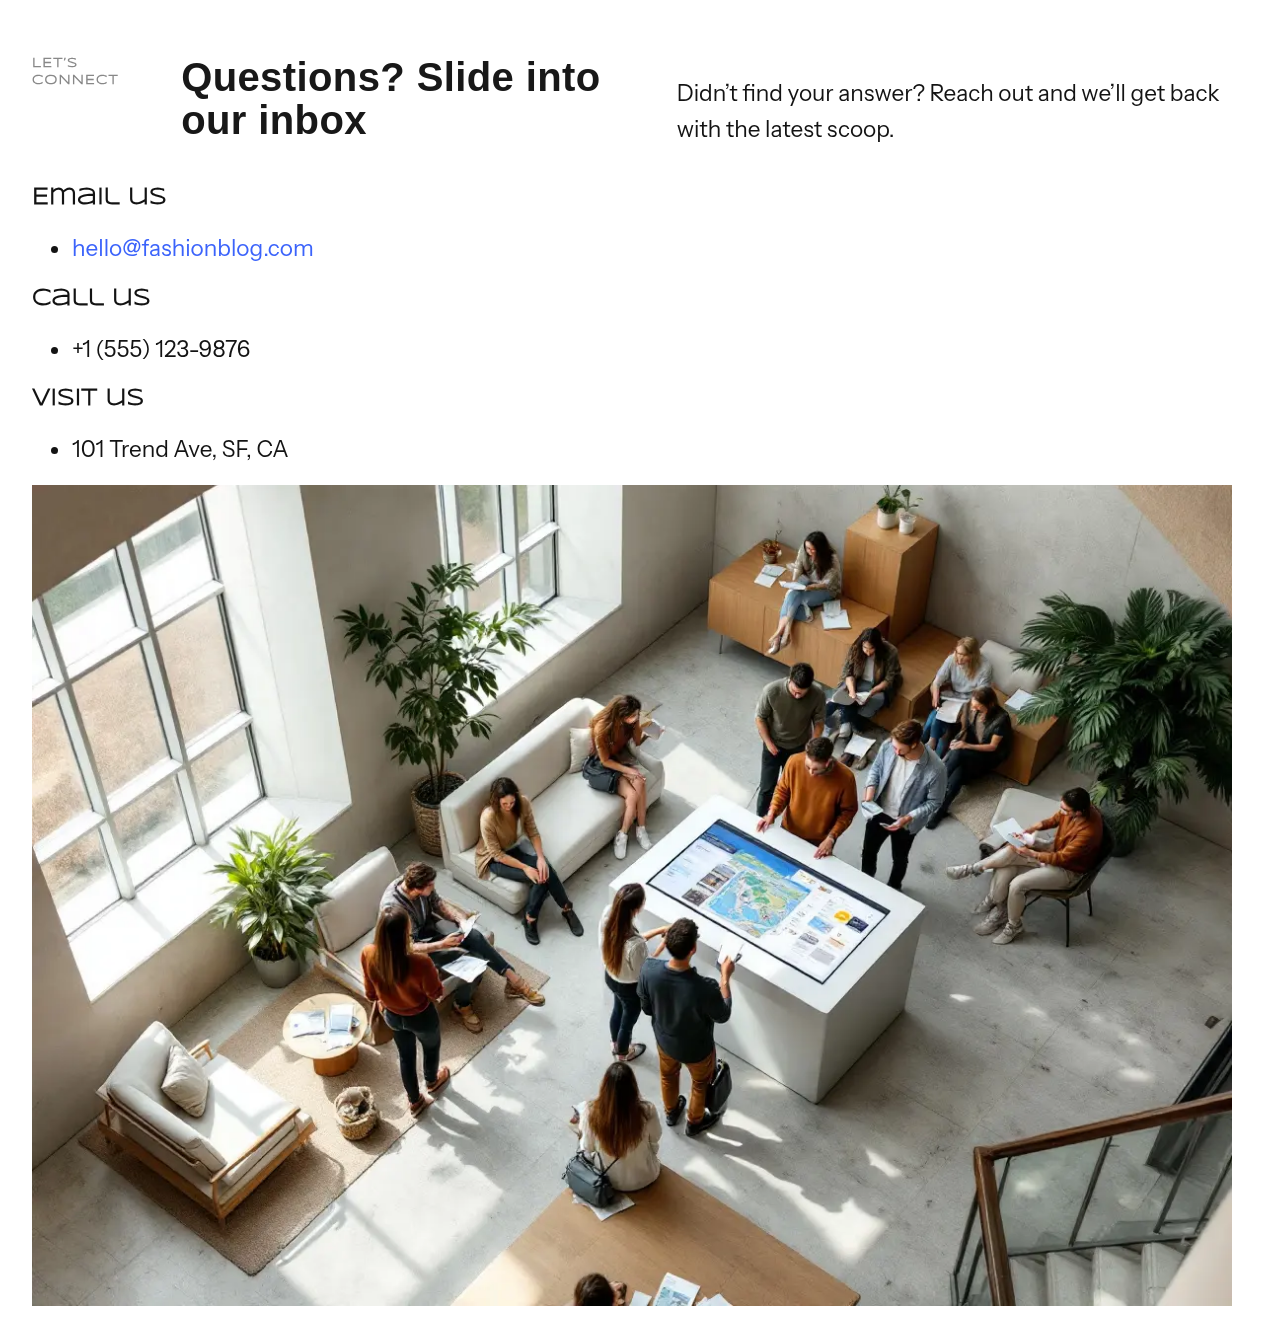 LET'S
CONNECT
Questions? Slide into
our inbox
Didn’t find your answer? Reach out and we’ll get back
with the latest scoop.
Email us
hello@fashionblog.com
Call us
+1 (555) 123-9876
Visit us
101 Trend Ave, SF, CA